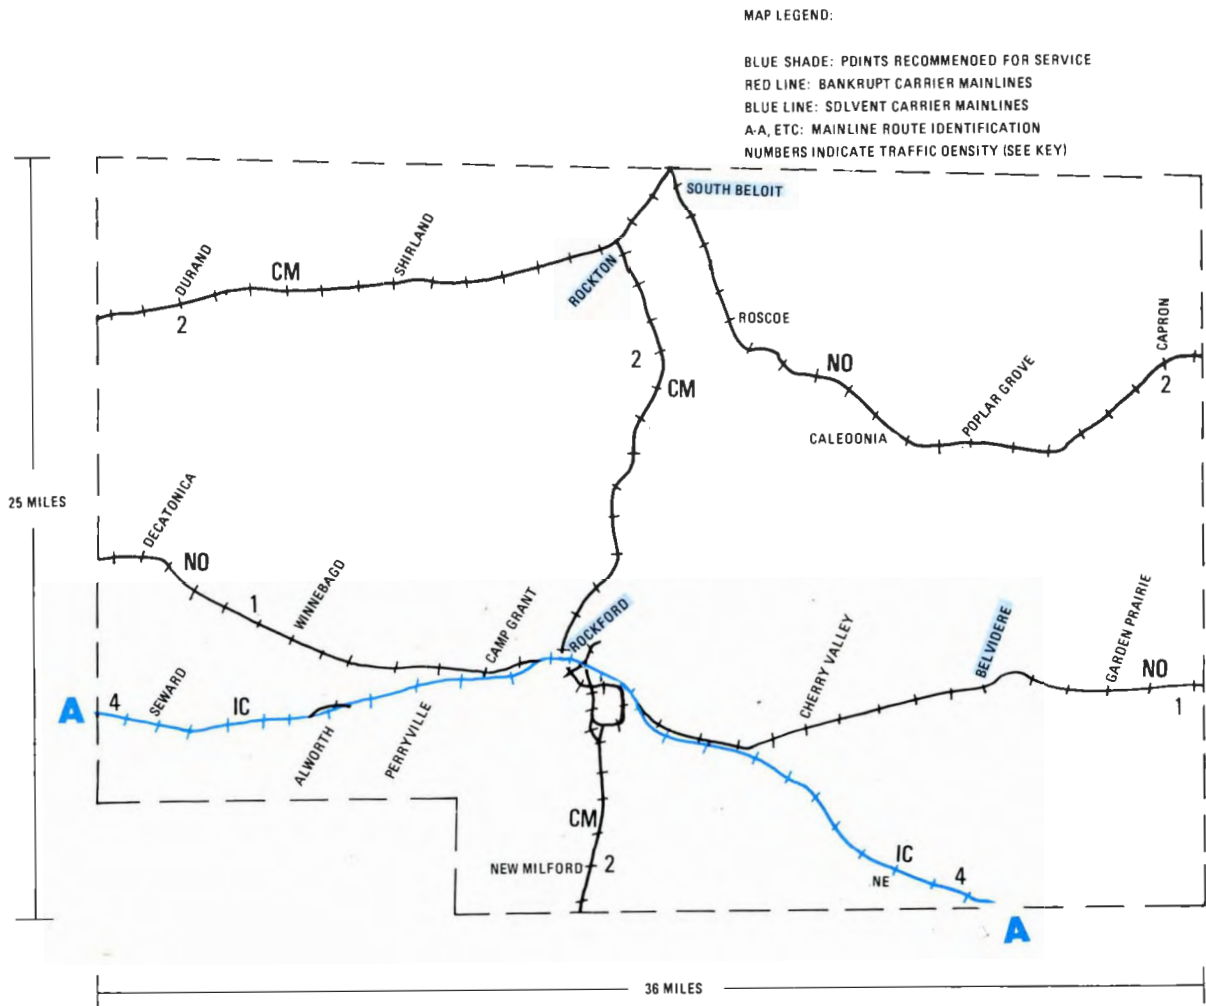 MAP LEGEND:
BLUE SHADE: PDINTS RECOMMENDED FOR SERVICE
RED LINE: BANKRUPT CARRIER MAINLINES
BLUE LINE: SDLVENT CARRIER MAINLINES
A-A, ETC: MAINLINE ROUTE IDENTIFICATION
NUMBERS INDICATE TRAFFIC DENSITY (SEE KEY)
SOUTH BELOIT
DURAND
CM
SHIRLAND
ROCKTON
2
ROSCOE
CAPRON
2
CM
NO
POPLAR GROVE
2
CALEDONIA
25 MILES
DECATONICA
NO
1
WINNEBAGO
CAMP GRANT
ROCKFORD
CHERRY VALLEY
BELVIDERE
GARDEN PRAIRIE
NO
1
A
4
SEWARD
IC
ALWORTH
PERRYVILLE
CM
NEW MILFORD
2
IC
NE
4
A
36 MILES